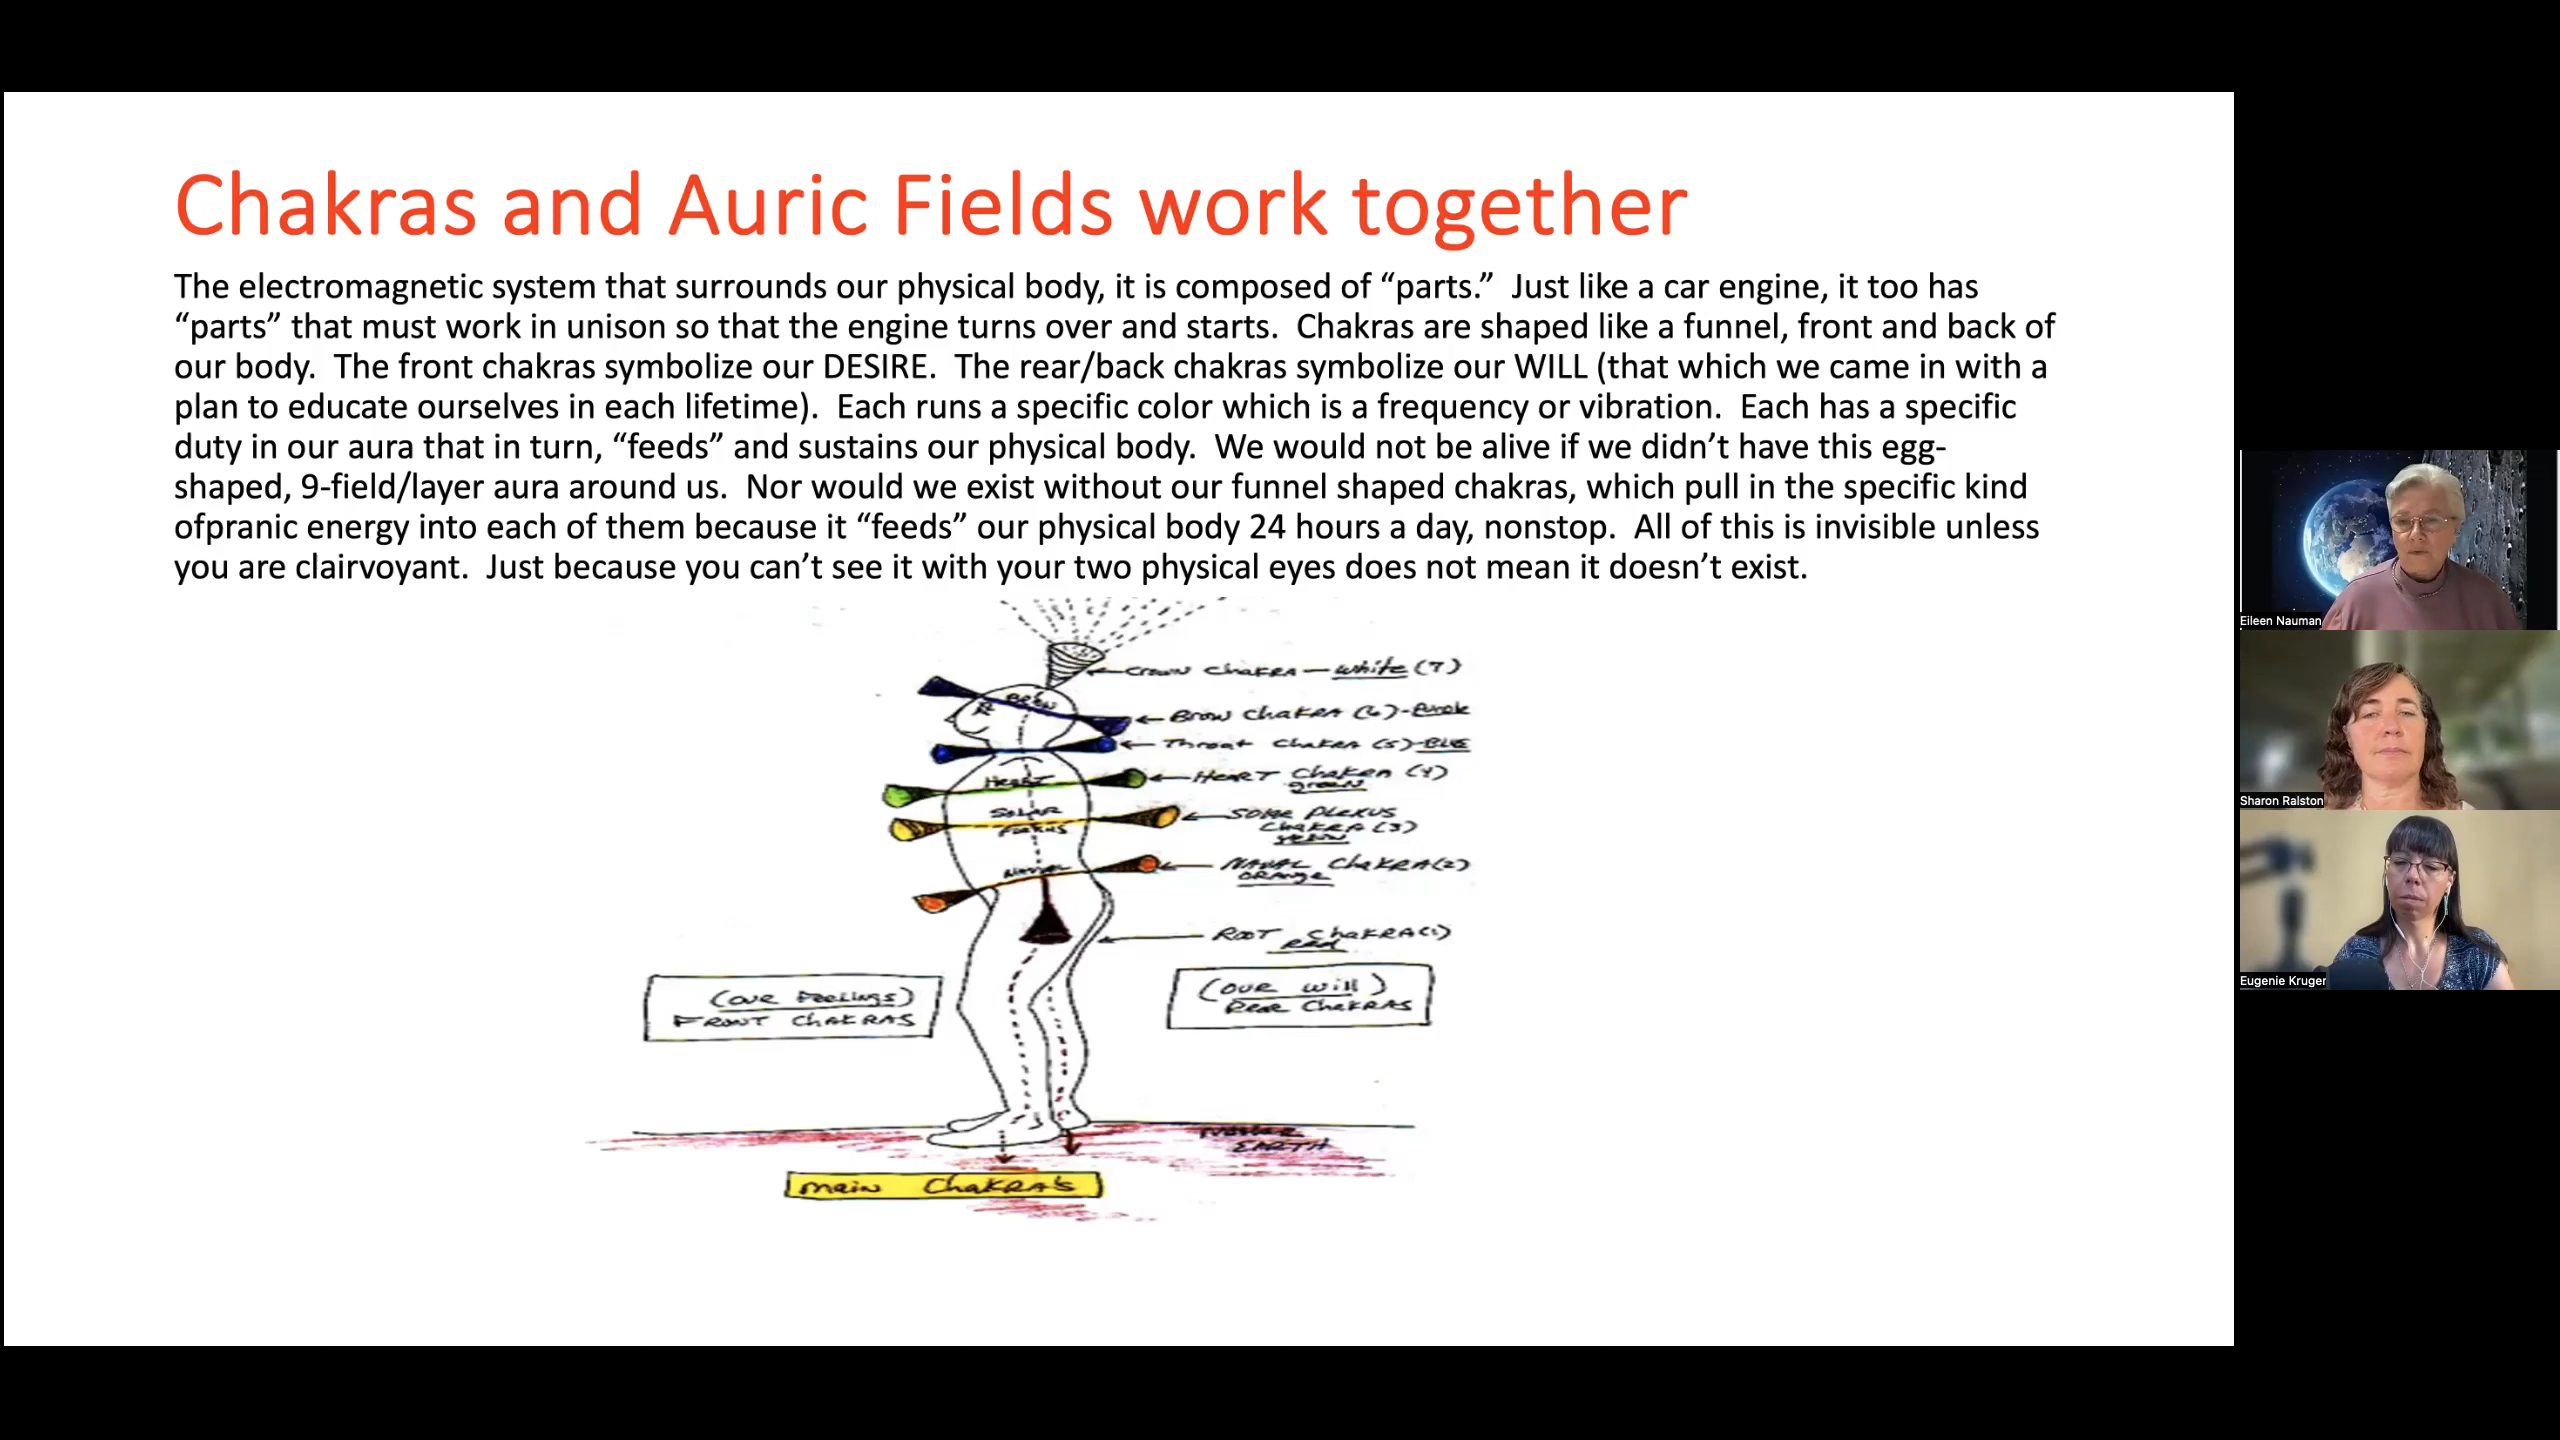 Chakras and Auric Fields work together
The electromagnetic system that surrounds our physical body, it is composed of “parts.”  Just like a car engine, it too has
“parts” that must work in unison so that the engine turns over and starts.  Chakras are shaped like a funnel, front and back of
our body.  The front chakras symbolize our DESIRE.  The rear/back chakras symbolize our WILL (that which we came in with a
plan to educate ourselves in each lifetime).  Each runs a specific color which is a frequency or vibration.  Each has a specific
duty in our aura that in turn, “feeds” and sustains our physical body.  We would not be alive if we didn’t have this egg-
shaped, 9-field/layer aura around us.  Nor would we exist without our funnel shaped chakras, which pull in the specific kind
ofpranic energy into each of them because it “feeds” our physical body 24 hours a day, nonstop.  All of this is invisible unless
you are clairvoyant.  Just because you can’t see it with your two physical eyes does not mean it doesn’t exist.
CROWN ChaKRA — white (7)
BROW
BROW ChaKRA (6) -
Throat ChaKRA (5) - BLUE
HEART
HEART ChaKRA (4)
green
SOLAR
PLEXUS
SOLAR PLEXUS
ChaKRA (3)
yellow
NAVAL
NAVAL ChaKRA (2)
ORANge
ROOT ChaKRA (1)
Red
(OUR FeeLINgS)
FRONT ChAKRAS
(OUR Will)
Rear ChaKRAS
MOTHER
EARTH
main ChaKRA's
Eileen Nauman
Sharon Ralston
Eugenie Kruger